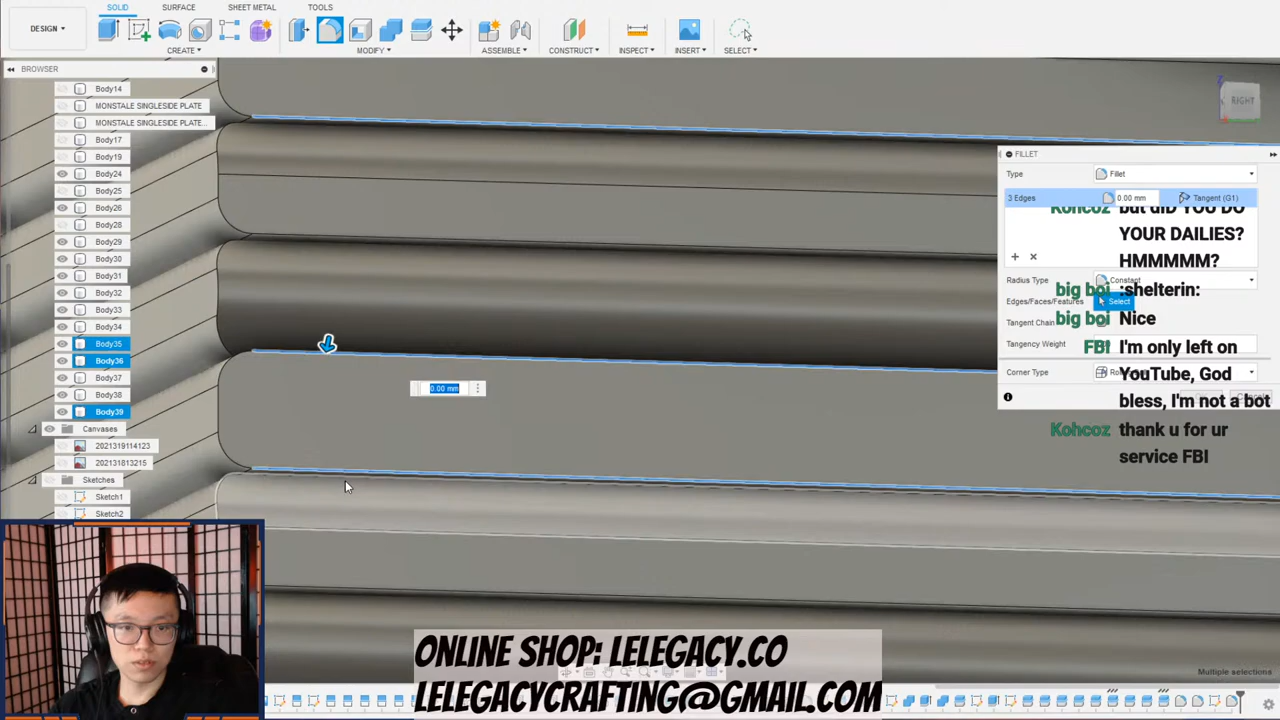 SOLID SURFACE SHEET METAL TOOLS
DESIGN▾
CREATE▾ MODIFY▾ ASSEMBLE▾ CONSTRUCT▾ INSPECT▾ INSERT▾ SELECT▾
BROWSER
Body14
MONSTALE SINGLESIDE PLATE
MONSTALE SINGLESIDE PLATE...
Body17
Body19
Body24
Body25
Body26
Body28
Body29
Body30
Body31
Body32
Body33
Body34
Body35
Body36
Body37
Body38
Body39
Canvases
2021319114123
202131813215
Sketches
Sketch1
Sketch2
RIGHT
FILLET
Type Fillet
3 Edges 0.00 mm Tangent (G1)
Radius Type Constant
Edges/Faces/Features Select
Tangent Chain
Tangency Weight
Corner Type
0.00 mm
Kohcoz but dID YOU DO
YOUR DAILIES?
HMMMMM?
big boi :shelterin:
big boi Nice
FBI I'm only left on
YouTube, God
bless, I'm not a bot
Kohcoz thank u for ur
service FBI
Multiple selections
ONLINE SHOP: LELEGACY.CO
LELEGACYCRAFTING@GMAIL.COM